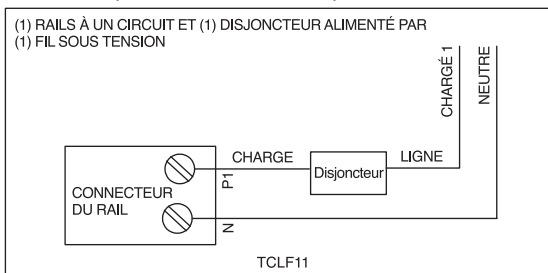 (1) RAILS À UN CIRCUIT ET (1) DISJONCTEUR ALIMENTÉ PAR
(1) FIL SOUS TENSION
CHARGÉ 1
NEUTRE
CHARGE
LIGNE
Disjoncteur
P1
CONNECTEUR
DU RAIL
N
TCLF11